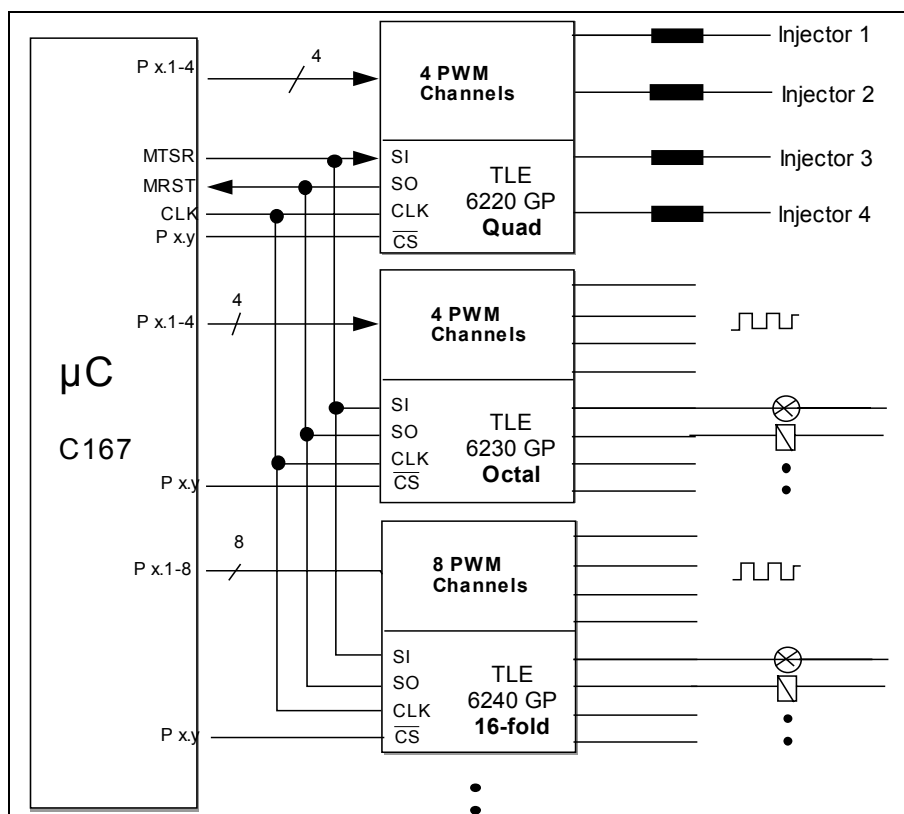 µC
C167
P x.1-4
4
MTSR
MRST
CLK
P x.y
4 PWM
Channels
SI
SO
CLK
CS
TLE
6220 GP
Quad
Injector 1
Injector 2
Injector 3
Injector 4
P x.1-4
4
P x.y
4 PWM
Channels
SI
SO
CLK
CS
TLE
6230 GP
Octal
P x.1-8
8
P x.y
8 PWM
Channels
SI
SO
CLK
CS
TLE
6240 GP
16-fold